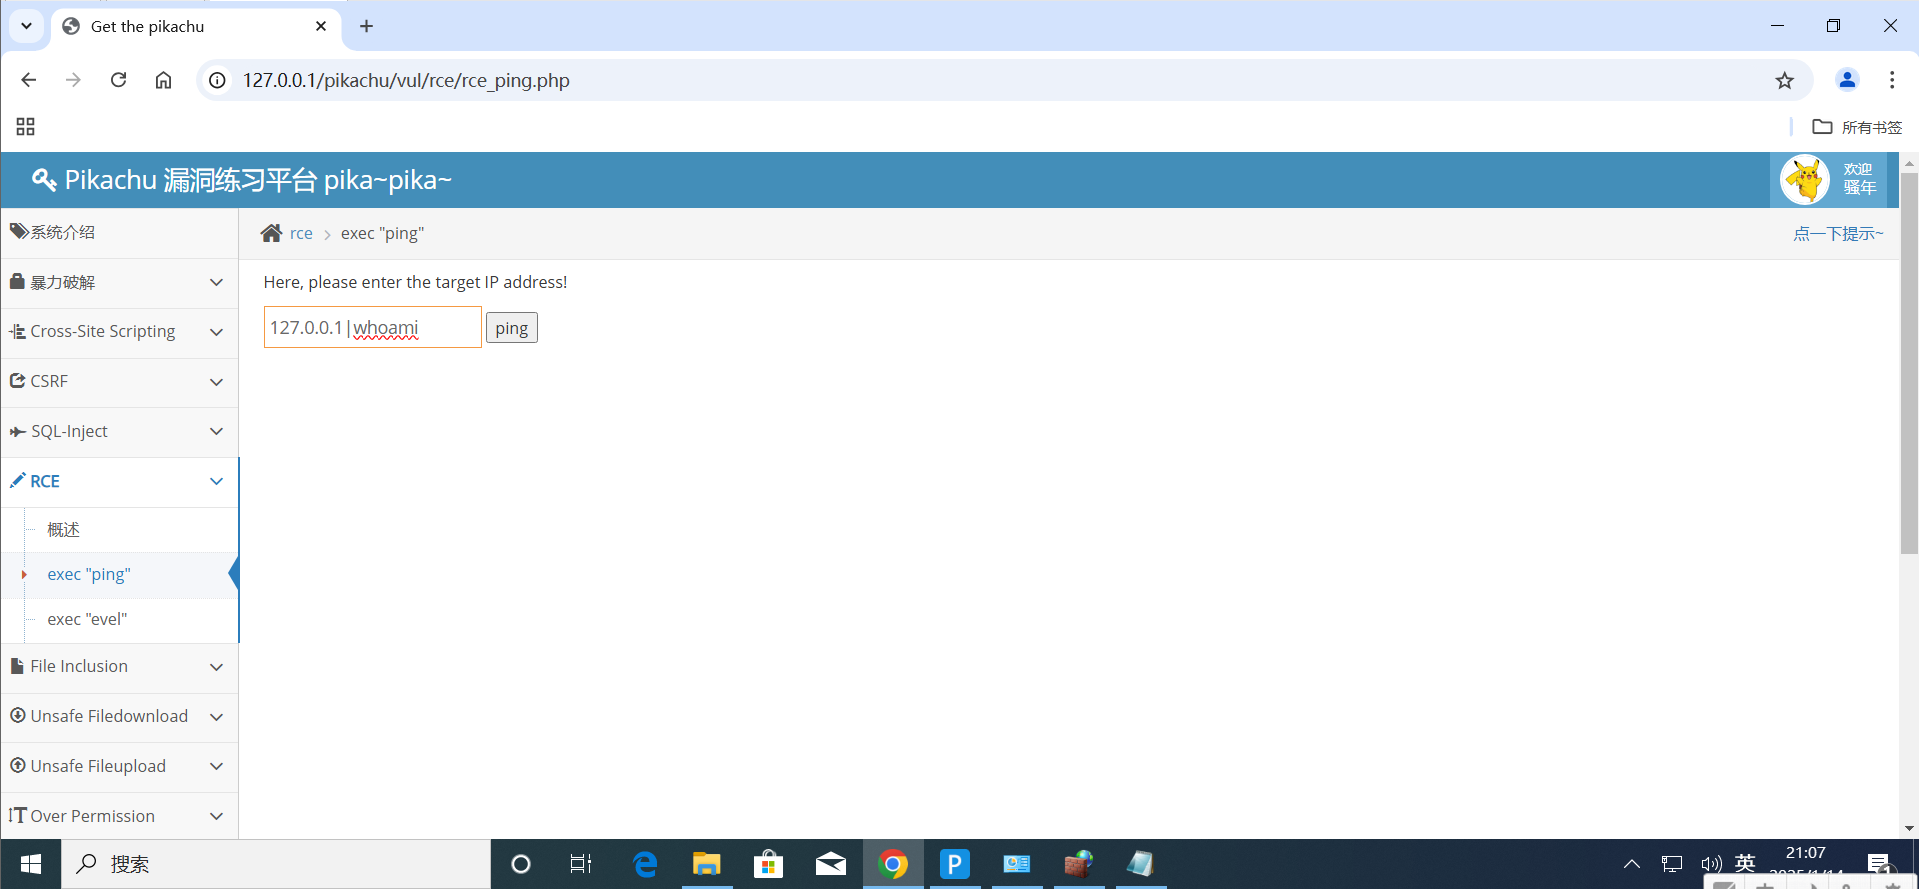 Get the pikachu
127.0.0.1/pikachu/vul/rce/rce_ping.php
所有书签
Pikachu 漏洞练习平台 pika~pika~
欢迎
骚年
系统介绍
rce
exec "ping"
点一下提示~
暴力破解
Cross-Site Scripting
CSRF
SQL-Inject
RCE
概述
exec "ping"
exec "evel"
File Inclusion
Unsafe Filedownload
Unsafe Fileupload
Over Permission
Here, please enter the target IP address!
127.0.0.1|whoami
ping
搜索
英
21:07
2025/1/14
1